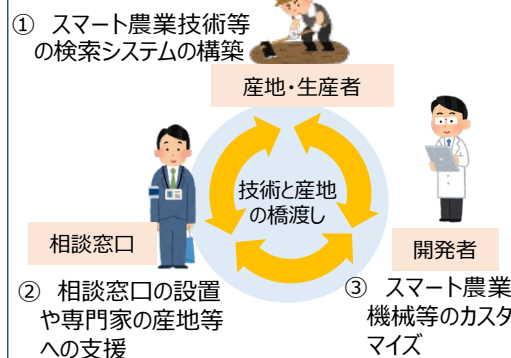 ① スマート農業技術等
の検索システムの構築
産地・生産者
技術と産地
の橋渡し
相談窓口
開発者
② 相談窓口の設置
や専門家の産地等
への支援
③ スマート農業
機械等のカスタ
マイズ